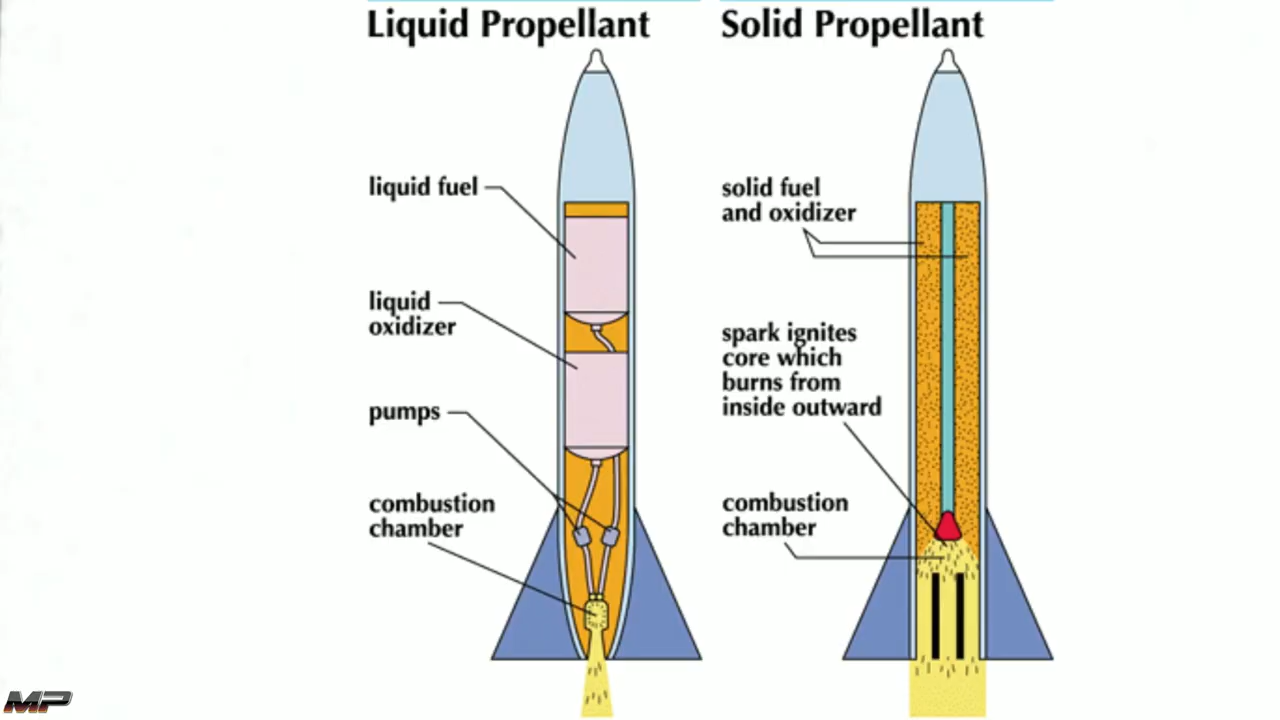 Liquid Propellant
liquid fuel
liquid
oxidizer
pumps
combustion
chamber
Solid Propellant
solid fuel
and oxidizer
spark ignites
core which
burns from
inside outward
combustion
chamber
MP